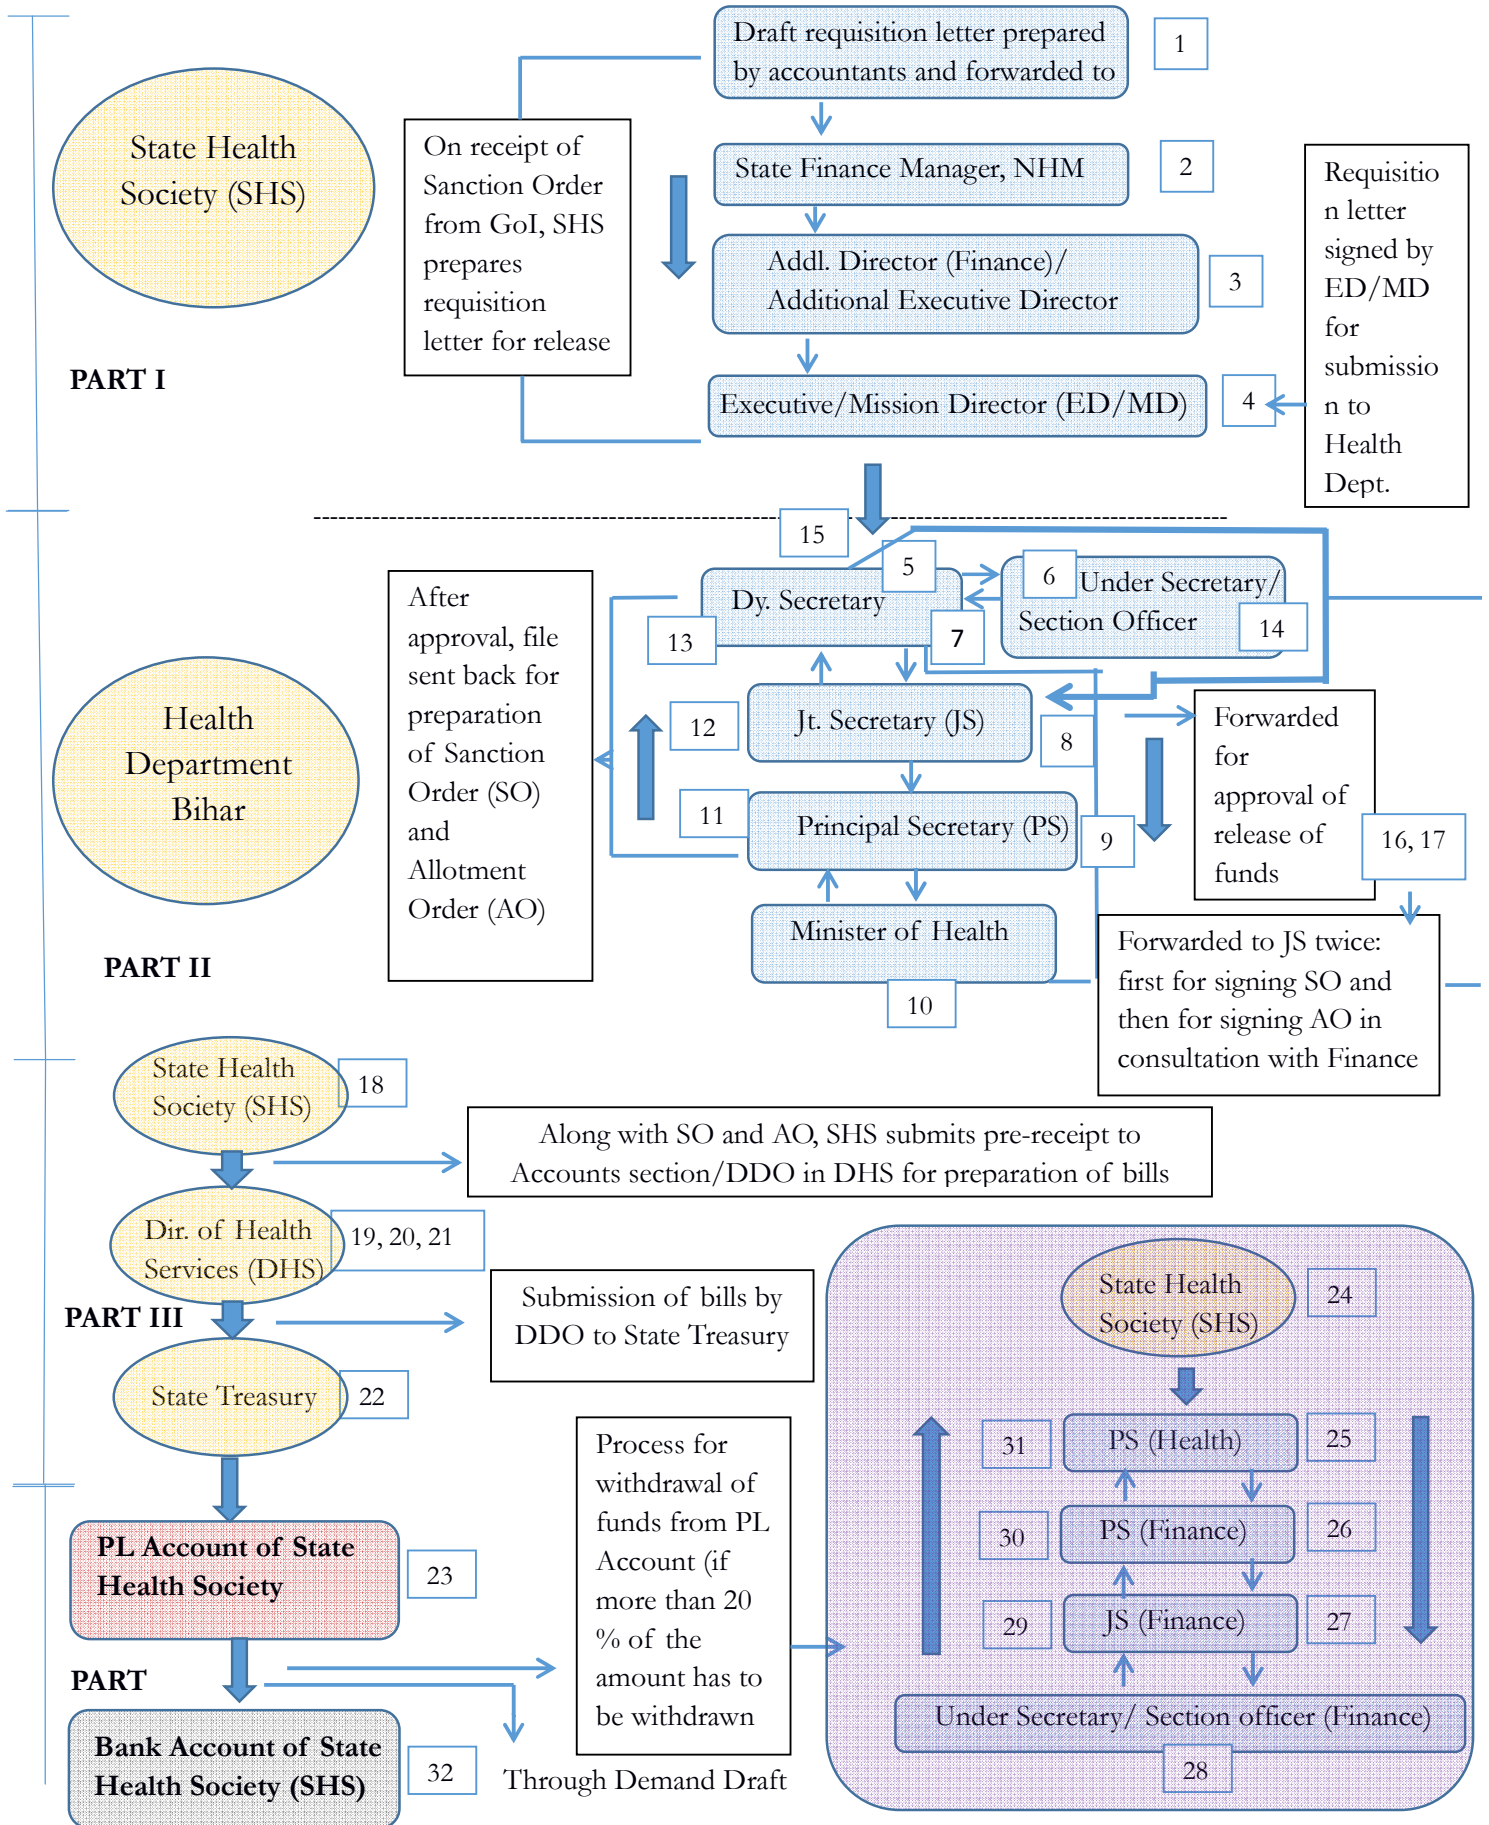 Draft requisition letter prepared
by accountants and forwarded to
1
State Health
Society (SHS)
On receipt of
Sanction Order
from GoI, SHS
prepares
requisition
letter for release
State Finance Manager, NHM
2
Requisitio
n letter
signed by
ED/MD
for
submissio
n to
Health
Dept.
Addl. Director (Finance)/
Additional Executive Director
3
PART I
Executive/Mission Director (ED/MD)
4
15
5
6
Under Secretary/
Section Officer
14
Dy. Secretary
7
13
After
approval, file
sent back for
preparation
of Sanction
Order (SO)
and
Allotment
Order (AO)
Health
Department
Bihar
12
Jt. Secretary (JS)
8
Forwarded
for
approval of
release of
funds
16, 17
11
Principal Secretary (PS)
9
Minister of Health
10
Forwarded to JS twice:
first for signing SO and
then for signing AO in
consultation with Finance
PART II
State Health
Society (SHS)
18
Along with SO and AO, SHS submits pre-receipt to
Accounts section/DDO in DHS for preparation of bills
Dir. of Health
Services (DHS)
19, 20, 21
PART III
Submission of bills by
DDO to State Treasury
State Treasury
22
State Health
Society (SHS)
24
Process for
withdrawal of
funds from PL
Account (if
more than 20
% of the
amount has to
be withdrawn
31
PS (Health)
25
30
PS (Finance)
26
29
JS (Finance)
27
Under Secretary/ Section officer (Finance)
28
PL Account of State
Health Society
23
PART
Bank Account of State
Health Society (SHS)
32
Through Demand Draft